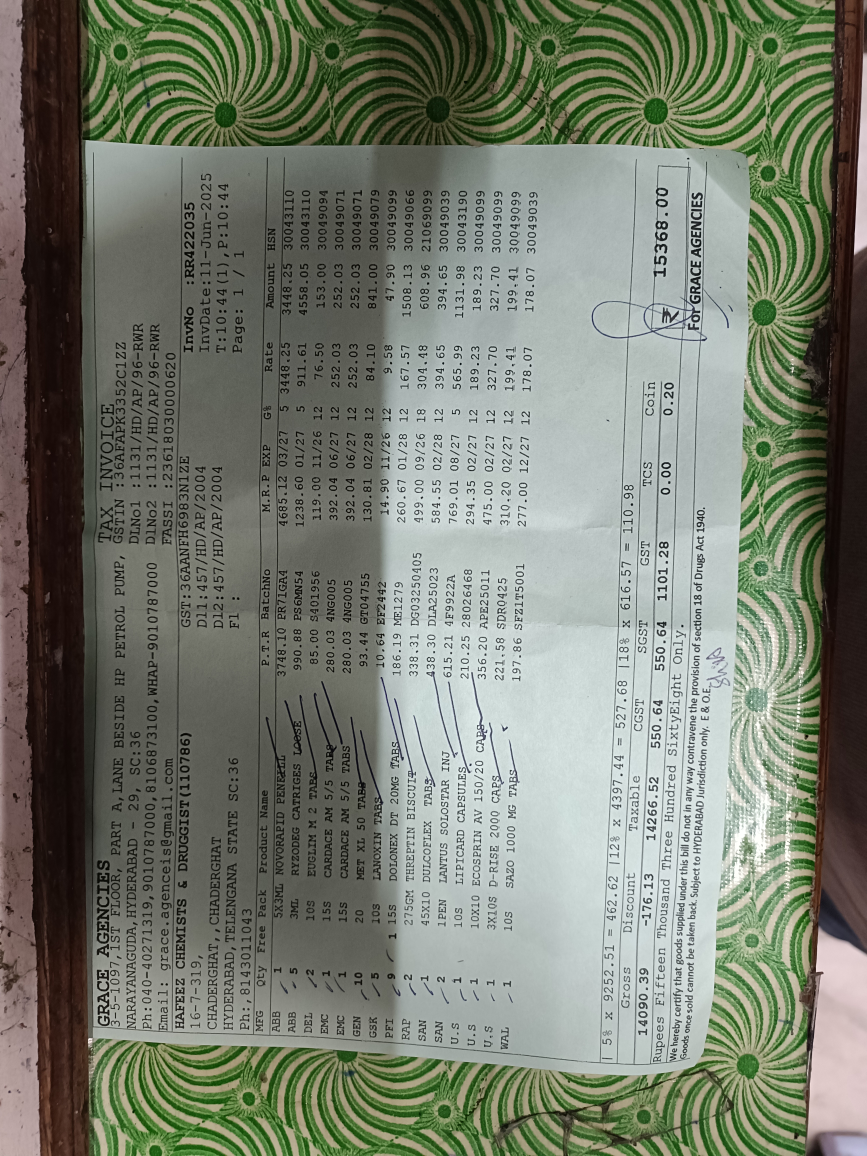 GRACE AGENCIES TAX INVOICE
3-5-1097,1ST FLOOR, PART A,LANE BESIDE HP PETROL PUMP, GSTIN :36AFAPK3352C1ZZ
NARAYANAGUDA,HYDERABAD - 29, SC:36 DLNo1 :1131/HD/AP/96-RWR
Ph:040-40271319,9010787000,8106873100,WHAP-9010787000 DLNo2 :1131/HD/AP/96-RWR
Email: grace.agenceis@gmail.com FASSI :23618030000620
HAFEEZ CHEMISTS & DRUGGIST(110786) GST:36AANFH6983N1ZE InvNo :RR422035
16-7-319, Dl1:457/HD/AP/2004 InvDate:11-Jun-2025
CHADERGHAT,,CHADERGHAT Dl2:457/HD/AP/2004 T:10:44(1),P:10:44
HYDERABAD,TELENGANA STATE SC:36 Fl : Page: 1 / 1
Ph:,8143011043
MFG Qty Free Pack Product Name P.T.R BatchNo M.R.P EXP G% Rate Amount HSN
ABB 1 5X3ML NOVORAPID PENEFILL 3748.10 PR71GA4 4685.12 03/27 5 3448.25 3448.25 30043110
ABB 5 3ML RYZODEG CATRIGES LOOSE 990.88 PS6MN54 1238.60 01/27 5 911.61 4558.05 30043110
DEL 2 10S EUGLIM M 2 TABS 85.00 S401956 119.00 11/26 12 76.50 153.00 30049094
EMC 1 15S CARDACE AM 5/5 TABS 280.03 4NG005 392.04 06/27 12 252.03 252.03 30049071
EMC 1 15S CARDACE AM 5/5 TABS 280.03 4NG005 392.04 06/27 12 252.03 252.03 30049071
GEN 10 20 MET XL 50 TABS 93.44 GT04755 130.81 02/28 12 84.10 841.00 30049079
GSK 5 10S LANOXIN TABS 10.64 EF2442 14.90 11/26 12 9.58 47.90 30049099
PFI 9 1 15S DOLONEX DT 20MG TABS 186.19 ME1279 260.67 01/28 12 167.57 1508.13 30049066
RAP 2 275GM THREPTIN BISCUIT 338.31 DG03250405 499.00 09/26 18 304.48 608.96 21069099
SAN 1 45X10 DULCOFLEX TABS 438.30 DLA25023 584.55 02/28 12 394.65 394.65 30049039
SAN 2 1PEN LANTUS SOLOSTAR INJ 615.21 4F9922A 769.01 08/27 5 565.99 1131.98 30043190
U.S 1 10S LIPICARD CAPSULES 210.25 28026468 294.35 02/27 12 189.23 189.23 30049099
U.S 1 10X10 ECOSPRIN AV 150/20 CAPS 356.20 APE25011 475.00 02/27 12 327.70 327.70 30049099
U.S 1 3X10S D-RISE 2000 CAPS 221.58 SDR0425 310.20 02/27 12 199.41 199.41 30049099
WAL 1 10S SAZO 1000 MG TABS 197.86 SFZ1T5001 277.00 12/27 12 178.07 178.07 30049039
| 5% x 9252.51 = 462.62 |12% x 4397.44 = 527.68 |18% x 616.57 = 110.98
Gross Discount Taxable CGST SGST GST TCS Coin
14090.39 -176.13 14266.52 550.64 550.64 1101.28 0.00 0.20 ₹ 15368.00
Rupees Fifteen Thousand Three Hundred SixtyEight Only.
We hereby certify that goods supplied under this bill do not in any way contravene the provision of section 18 of Drugs Act 1940.
Goods once sold cannot be taken back. Subject to HYDERABAD Jurisdiction only. E & O.E
For GRACE AGENCIES